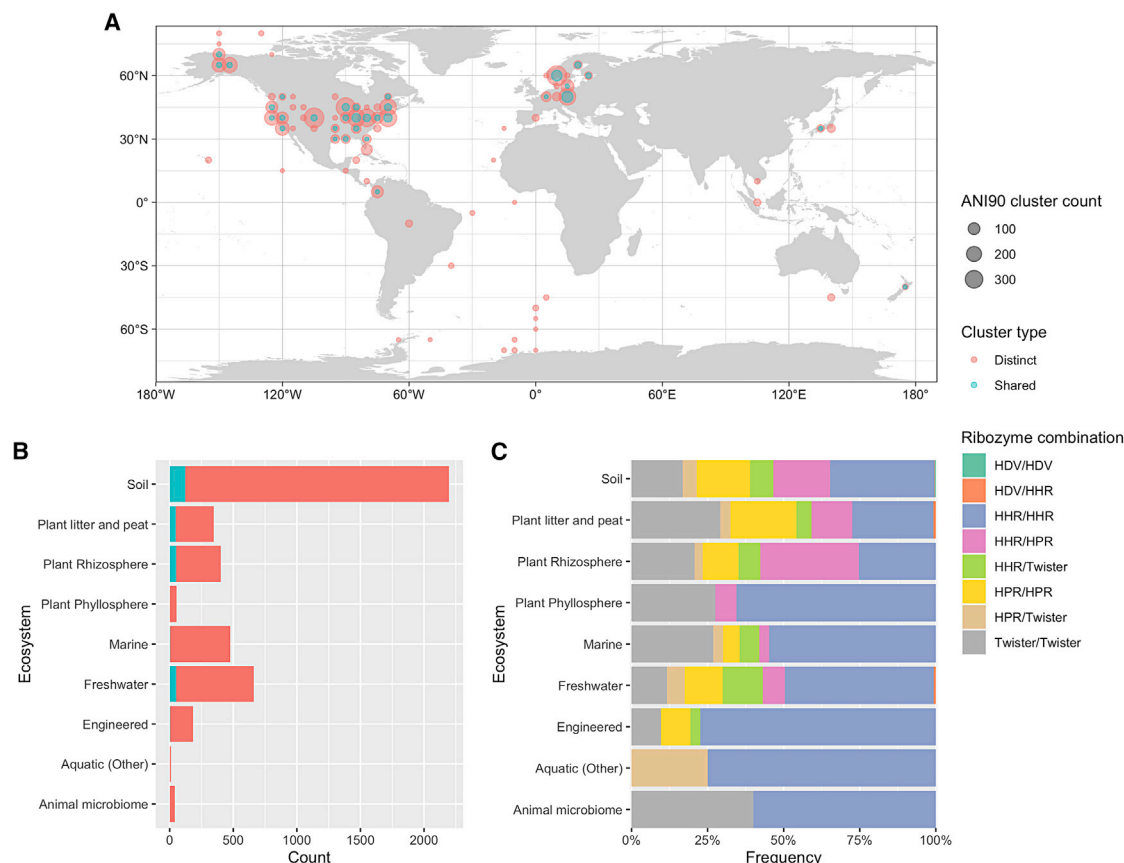 A
60°N
30°N
0°
30°S
60°S
180°W
120°W
60°W
0°
60°E
120°E
180°
ANI90 cluster count
100
200
300
Cluster type
Distinct
Shared
B
Ecosystem
Soil
Plant litter and peat
Plant Rhizosphere
Plant Phyllosphere
Marine
Freshwater
Engineered
Aquatic (Other)
Animal microbiome
0
500
1000
1500
2000
Count
C
Ecosystem
Soil
Plant litter and peat
Plant Rhizosphere
Plant Phyllosphere
Marine
Freshwater
Engineered
Aquatic (Other)
Animal microbiome
0%
25%
50%
75%
100%
Frequency
Ribozyme combination
HDV/HDV
HDV/HHR
HHR/HHR
HHR/HPR
HHR/Twister
HPR/HPR
HPR/Twister
Twister/Twister